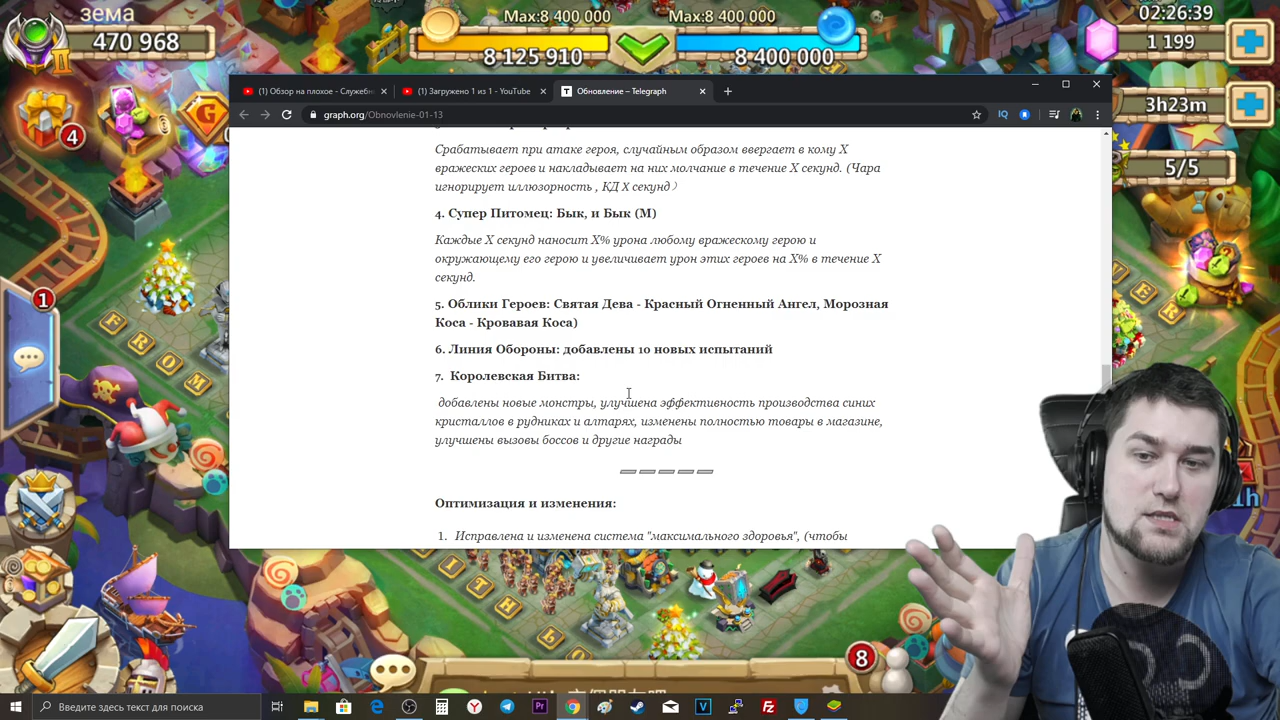 зема
470 968
Max:8 400 000
8 125 910
Max:8 400 000
8 400 000
02:26:39
1 199
3h23m
5/5
4
1
(1) Обзор на плохое - Служебн
(1) Загружено 1 из 1 - YouTube
Обновление – Telegraph
graph.org/Obnovlenie-01-13
IQ
Срабатывает при атаке героя, случайным образом ввергает в кому X
вражеских героев и накладывает на них молчание в течение X секунд. (Чара
игнорирует иллюзорность , КД X секунд )
4. Супер Питомец: Бык, и Бык (М)
Каждые X секунд наносит X% урона любому вражескому герою и
окружающему его герою и увеличивает урон этих героев на X% в течение X
секунд.
5. Облики Героев: Святая Дева - Красный Огненный Ангел, Морозная
Коса - Кровавая Коса)
6. Линия Обороны: добавлены 10 новых испытаний
7. Королевская Битва:
добавлены новые монстры, улучшена эффективность производства синих
кристаллов в рудниках и алтарях, изменены полностью товары в магазине,
улучшены вызовы боссов и другие награды
Оптимизация и изменения:
1. Исправлена и изменена система "максимального здоровья", (чтобы
F R O M
I T H
8
Введите здесь текст для поиска